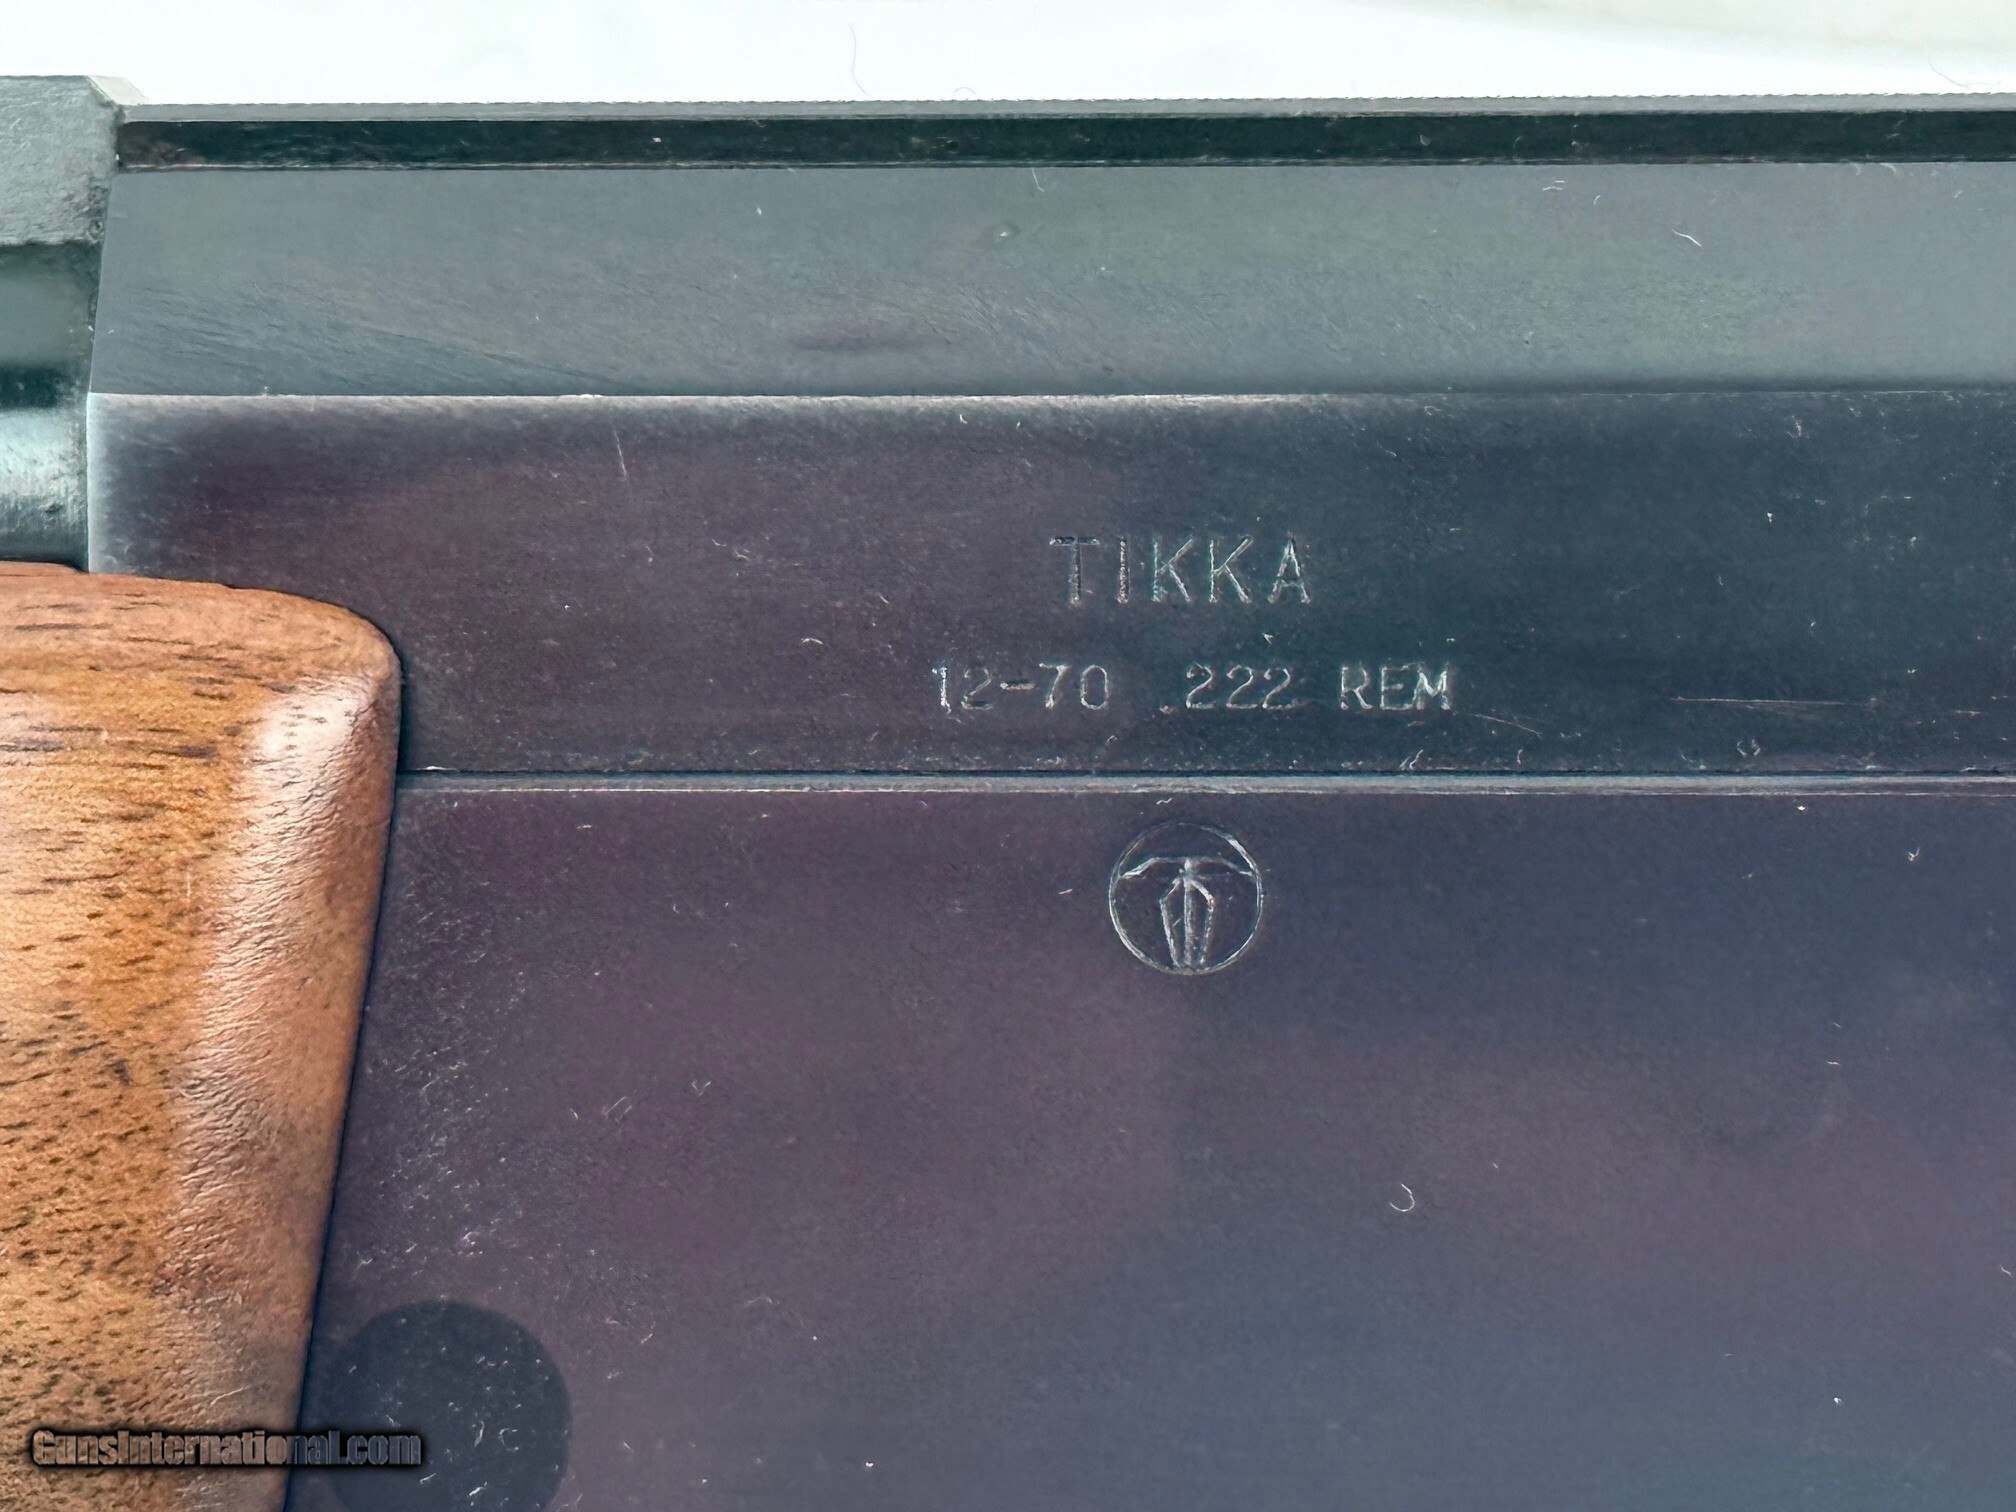 TIKKA
12-70 .222 REM
GunsInternational.com